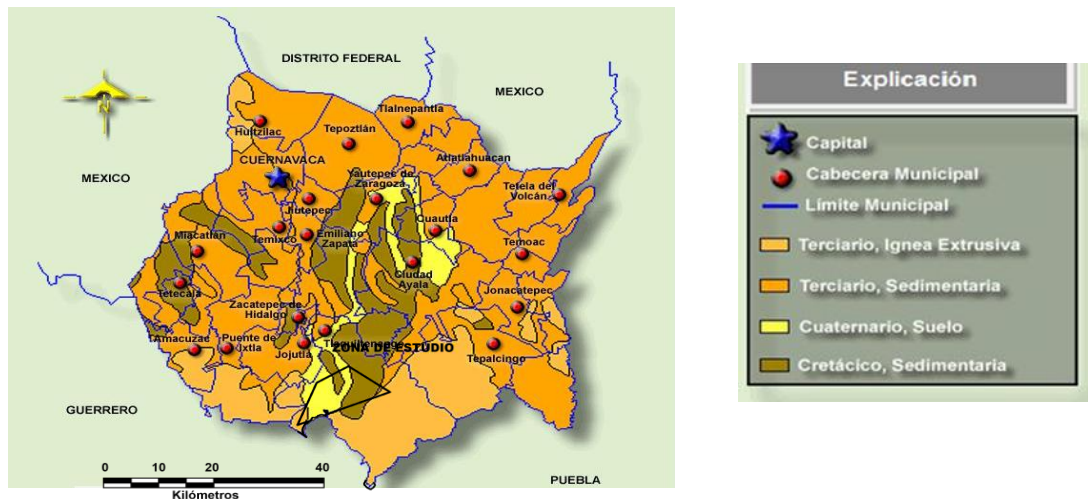 DISTRITO FEDERAL
MEXICO
Tlalnepantla
Huitzilac
Tepoztlán
Atlatlahuacan
CUERNAVACA
MEXICO
Yautepec de
Zaragoza
Tetela del
Volcán
Jiutepec
Cuautla
Miacatlán
Temixco
Emiliano
Zapata
Temoac
Ciudad
Ayala
Tetecala
Jonacatepec
Zacatepec de
Hidalgo
Amacuzac
Puente de
Ixtla
Jojutla
ZONA DE ESTUDIO
Tepalcingo
GUERRERO
PUEBLA
0 10 20 40
Kilómetros
N
Explicación
Capital
Cabecera Municipal
Límite Municipal
Terciario, Ignea Extrusiva
Terciario, Sedimentaria
Cuaternario, Suelo
Cretácico, Sedimentaria